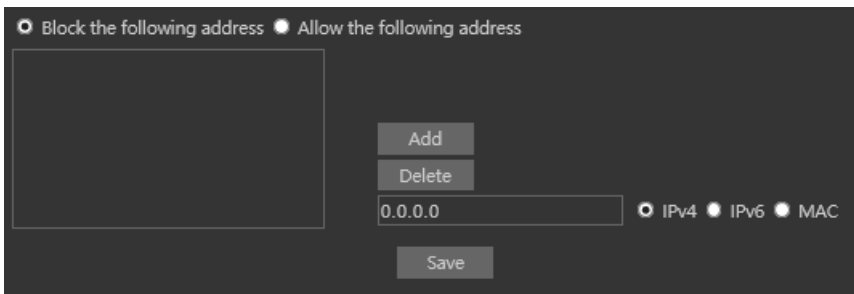 Block the following address Allow the following address
Add
Delete
0.0.0.0 IPv4 IPv6 MAC
Save